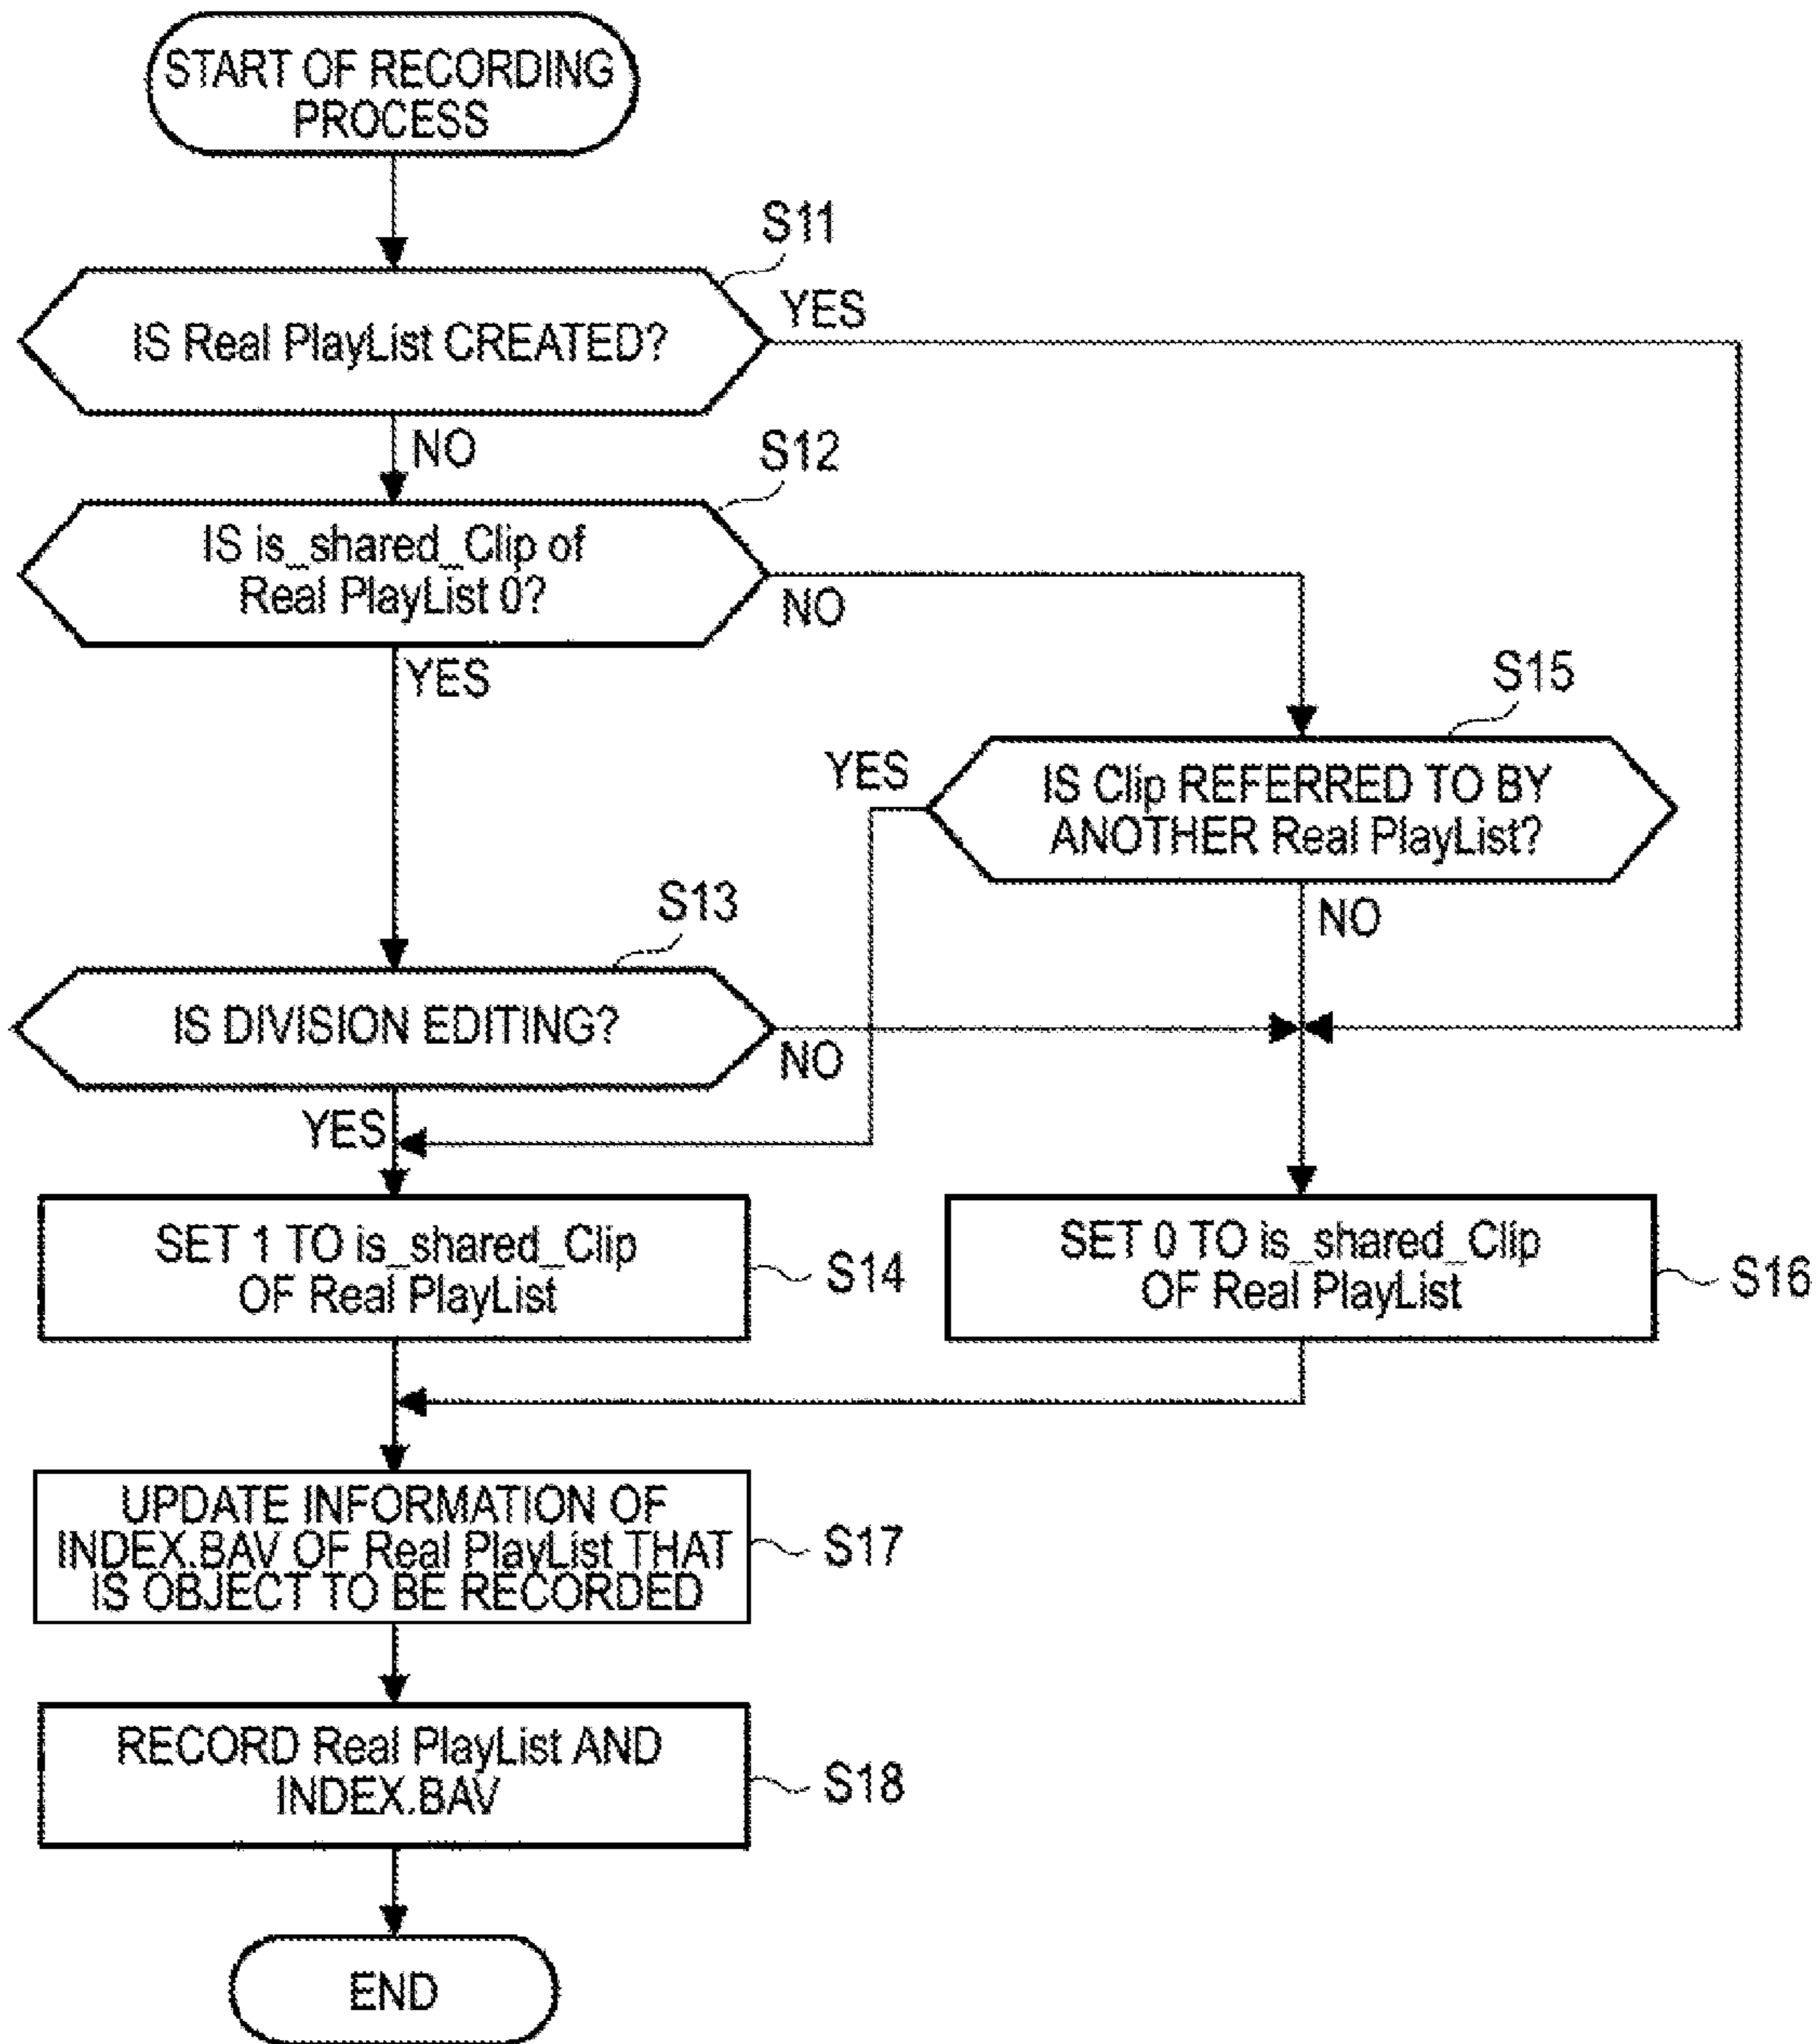 START OF RECORDING
PROCESS
S11
IS Real PlayList CREATED?
YES
NO
S12
IS is_shared_Clip of
Real PlayList 0?
NO
YES
S15
YES
IS Clip REFERRED TO BY
ANOTHER Real PlayList?
NO
S13
IS DIVISION EDITING?
NO
YES
SET 1 TO is_shared_Clip
OF Real PlayList
S14
SET 0 TO is_shared_Clip
OF Real PlayList
S16
UPDATE INFORMATION OF
INDEX.BAV OF Real PlayList THAT
IS OBJECT TO BE RECORDED
S17
RECORD Real PlayList AND
INDEX.BAV
S18
END